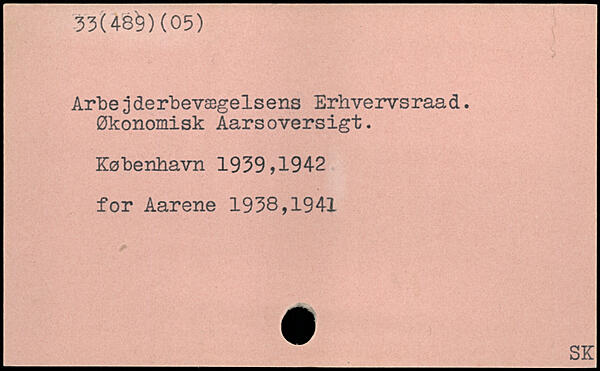 33(489)(05)
Arbejderbevægelsens Erhvervsraad.
Økonomisk Aarsoversigt.
København 1939,1942
for Aarene 1938,1941
SK